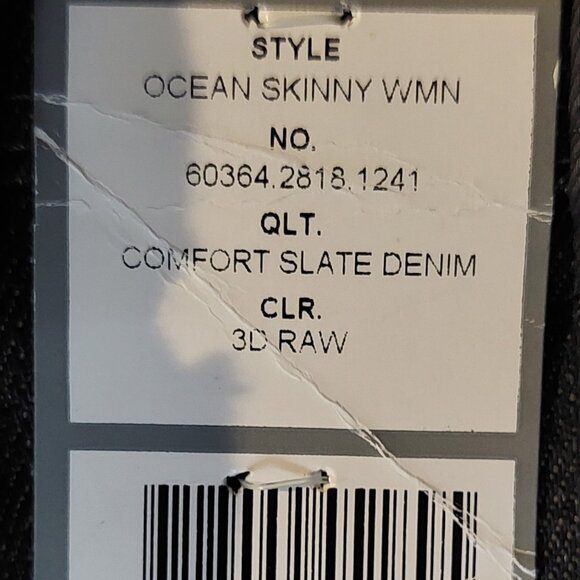 STYLE
OCEAN SKINNY WMN
NO.
60364.2818.1241
QLT.
COMFORT SLATE DENIM
CLR.
3D RAW